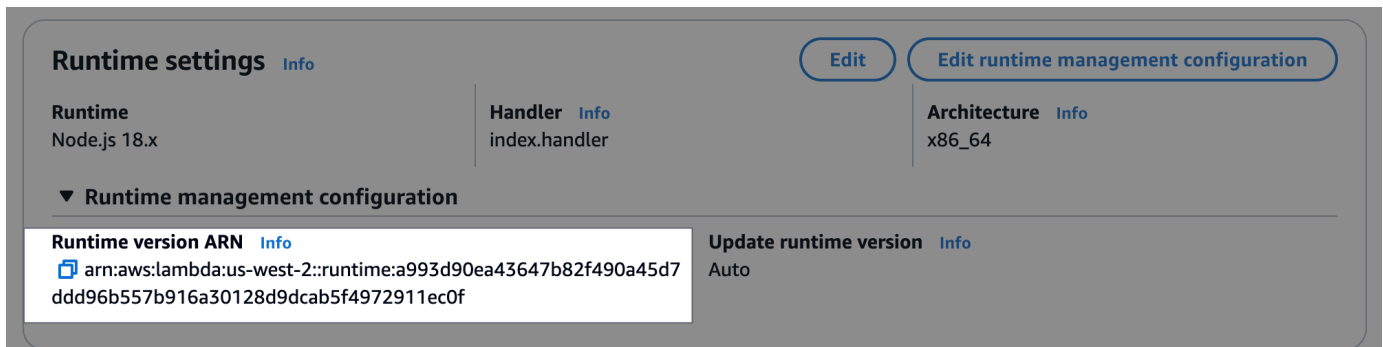 Runtime settings Info Edit Edit runtime management configuration
Runtime Handler Info Architecture Info
Node.js 18.x index.handler x86_64
Runtime management configuration
Runtime version ARN Info Update runtime version Info
arn:aws:lambda:us-west-2::runtime:a993d90ea43647b82f490a45d7 Auto
ddd96b557b916a30128d9dcab5f4972911ec0f